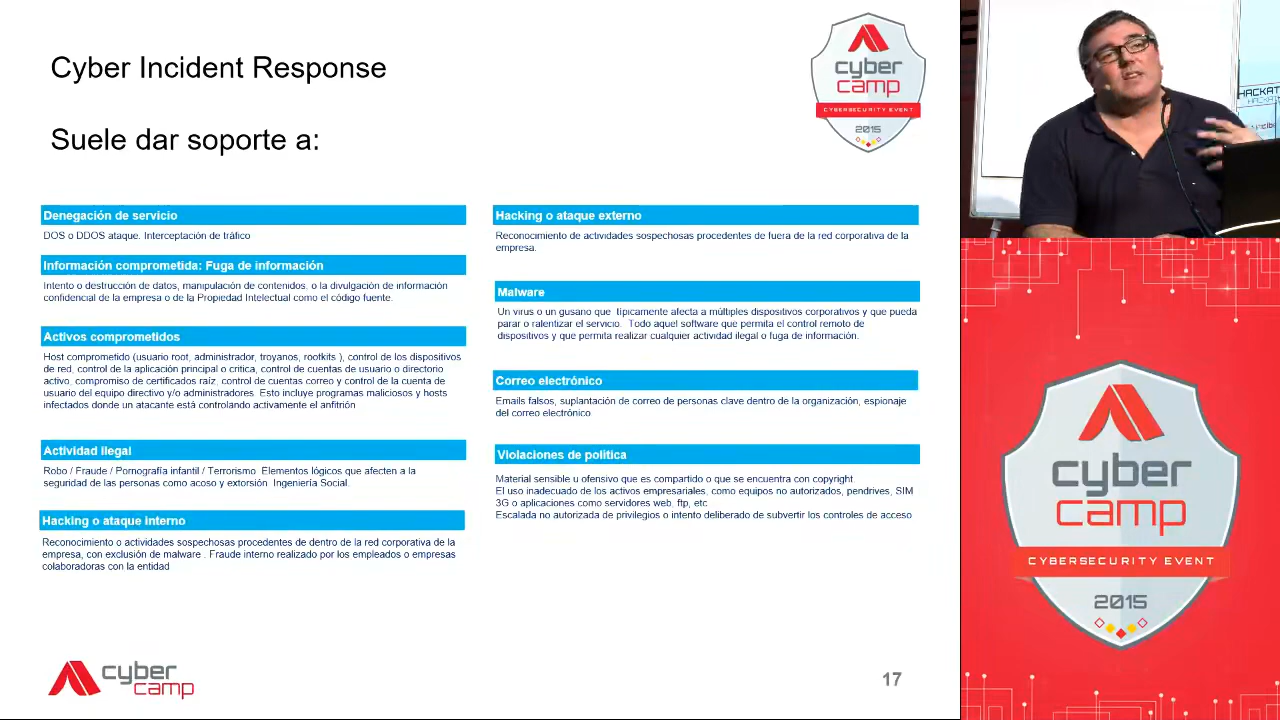 Cyber Incident Response
Suele dar soporte a:
cyber
camp
CYBERSECURITY EVENT
2015
Denegación de servicio
DOS o DDOS ataque. Interceptación de tráfico
Información comprometida: Fuga de información
Intento o destrucción de datos, manipulación de contenidos, o la divulgación de información
confidencial de la empresa o de la Propiedad Intelectual como el código fuente.
Activos comprometidos
Host comprometido (usuario root, administrador, troyanos, rootkits ), control de los dispositivos
de red, control de la aplicación principal o crítica, control de cuentas de usuario o directorio
activo, compromiso de certificados raíz, control de cuentas correo y control de la cuenta de
usuario del equipo directivo y/o administradores. Esto incluye programas maliciosos y hosts
infectados donde un atacante está controlando activamente el anfitrión
Actividad ilegal
Robo / Fraude / Pornografía infantil / Terrorismo. Elementos lógicos que afecten a la
seguridad de las personas como acoso y extorsión. Ingeniería Social.
Hacking o ataque interno
Reconocimiento o actividades sospechosas procedentes de dentro de la red corporativa de la
empresa, con exclusión de malware . Fraude interno realizado por los empleados o empresas
colaboradoras con la entidad
Hacking o ataque externo
Reconocimiento de actividades sospechosas procedentes de fuera de la red corporativa de la
empresa.
Malware
Un virus o un gusano que típicamente afecta a múltiples dispositivos corporativos y que pueda
parar o ralentizar el servicio. Todo aquel software que permita el control remoto de
dispositivos y que permita realizar cualquier actividad ilegal o fuga de información.
Correo electrónico
Emails falsos, suplantación de correo de personas clave dentro de la organización, espionaje
del correo electrónico
Violaciones de política
Material sensible u ofensivo que es compartido o que se encuentra con copyright
El uso inadecuado de los activos empresariales, como equipos no autorizados, pendrives, SIM
3G o aplicaciones como servidores web, ftp, etc
Escalada no autorizada de privilegios o intento deliberado de subvertir los controles de acceso
cyber
camp
17
HACKAT
cyber
camp
CYBERSECURITY EVENT
2015